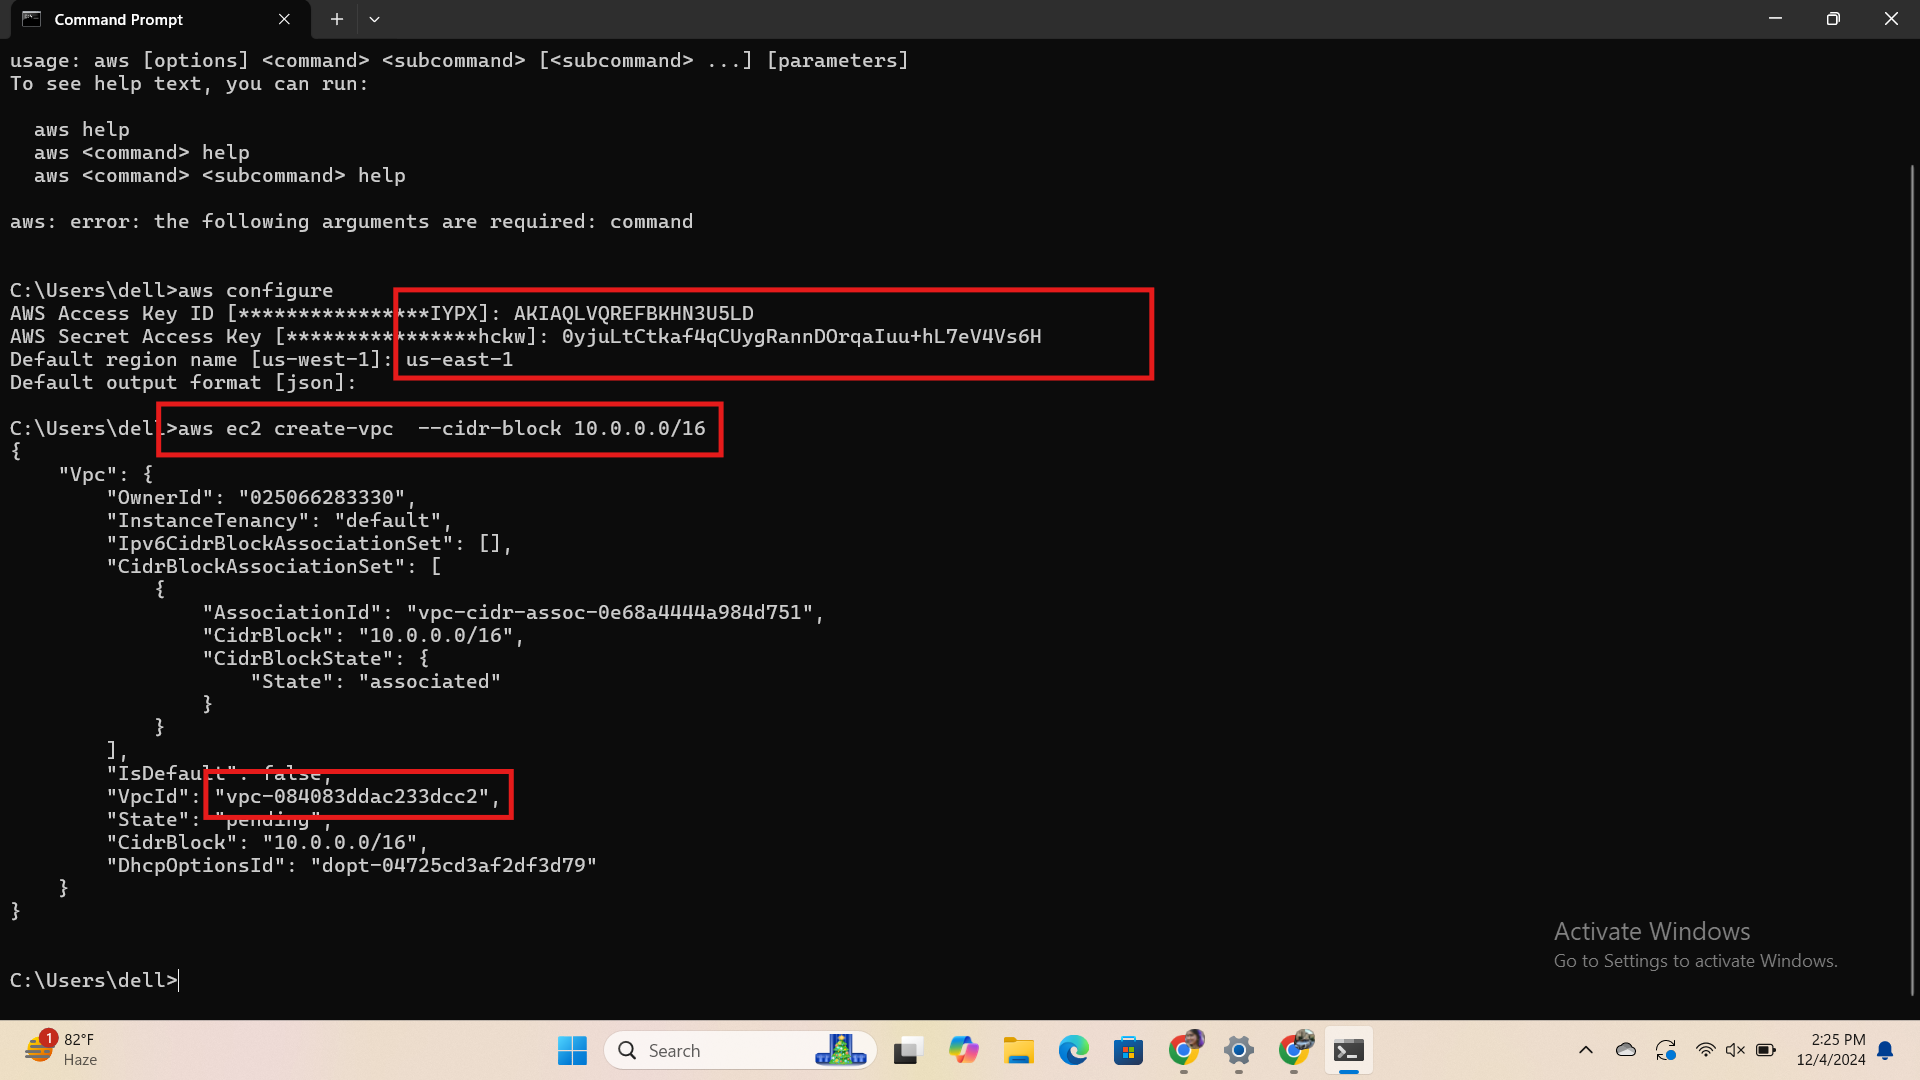 Command Prompt
usage: aws [options] <command> <subcommand> [<subcommand> ...] [parameters]
To see help text, you can run:
aws help
aws <command> help
aws <command> <subcommand> help
aws: error: the following arguments are required: command
C:\Users\dell>aws configure
AWS Access Key ID [****************IYPX]: AKIAQLVQREFBKHN3U5LD
AWS Secret Access Key [****************hckw]: 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
Default region name [us-west-1]: us-east-1
Default output format [json]:
C:\Users\dell>aws ec2 create-vpc  --cidr-block 10.0.0.0/16
{
    "Vpc": {
        "OwnerId": "025066283330",
        "InstanceTenancy": "default",
        "Ipv6CidrBlockAssociationSet": [],
        "CidrBlockAssociationSet": [
            {
                "AssociationId": "vpc-cidr-assoc-0e68a4444a984d751",
                "CidrBlock": "10.0.0.0/16",
                "CidrBlockState": {
                    "State": "associated"
                }
            }
        ],
        "IsDefault": false,
        "VpcId": "vpc-084083ddac233dcc2",
        "State": "pending",
        "CidrBlock": "10.0.0.0/16",
        "DhcpOptionsId": "dopt-04725cd3af2df3d79"
    }
}
C:\Users\dell>
Activate Windows
Go to Settings to activate Windows.
1
82°F
Haze
Search
2:25 PM
12/4/2024